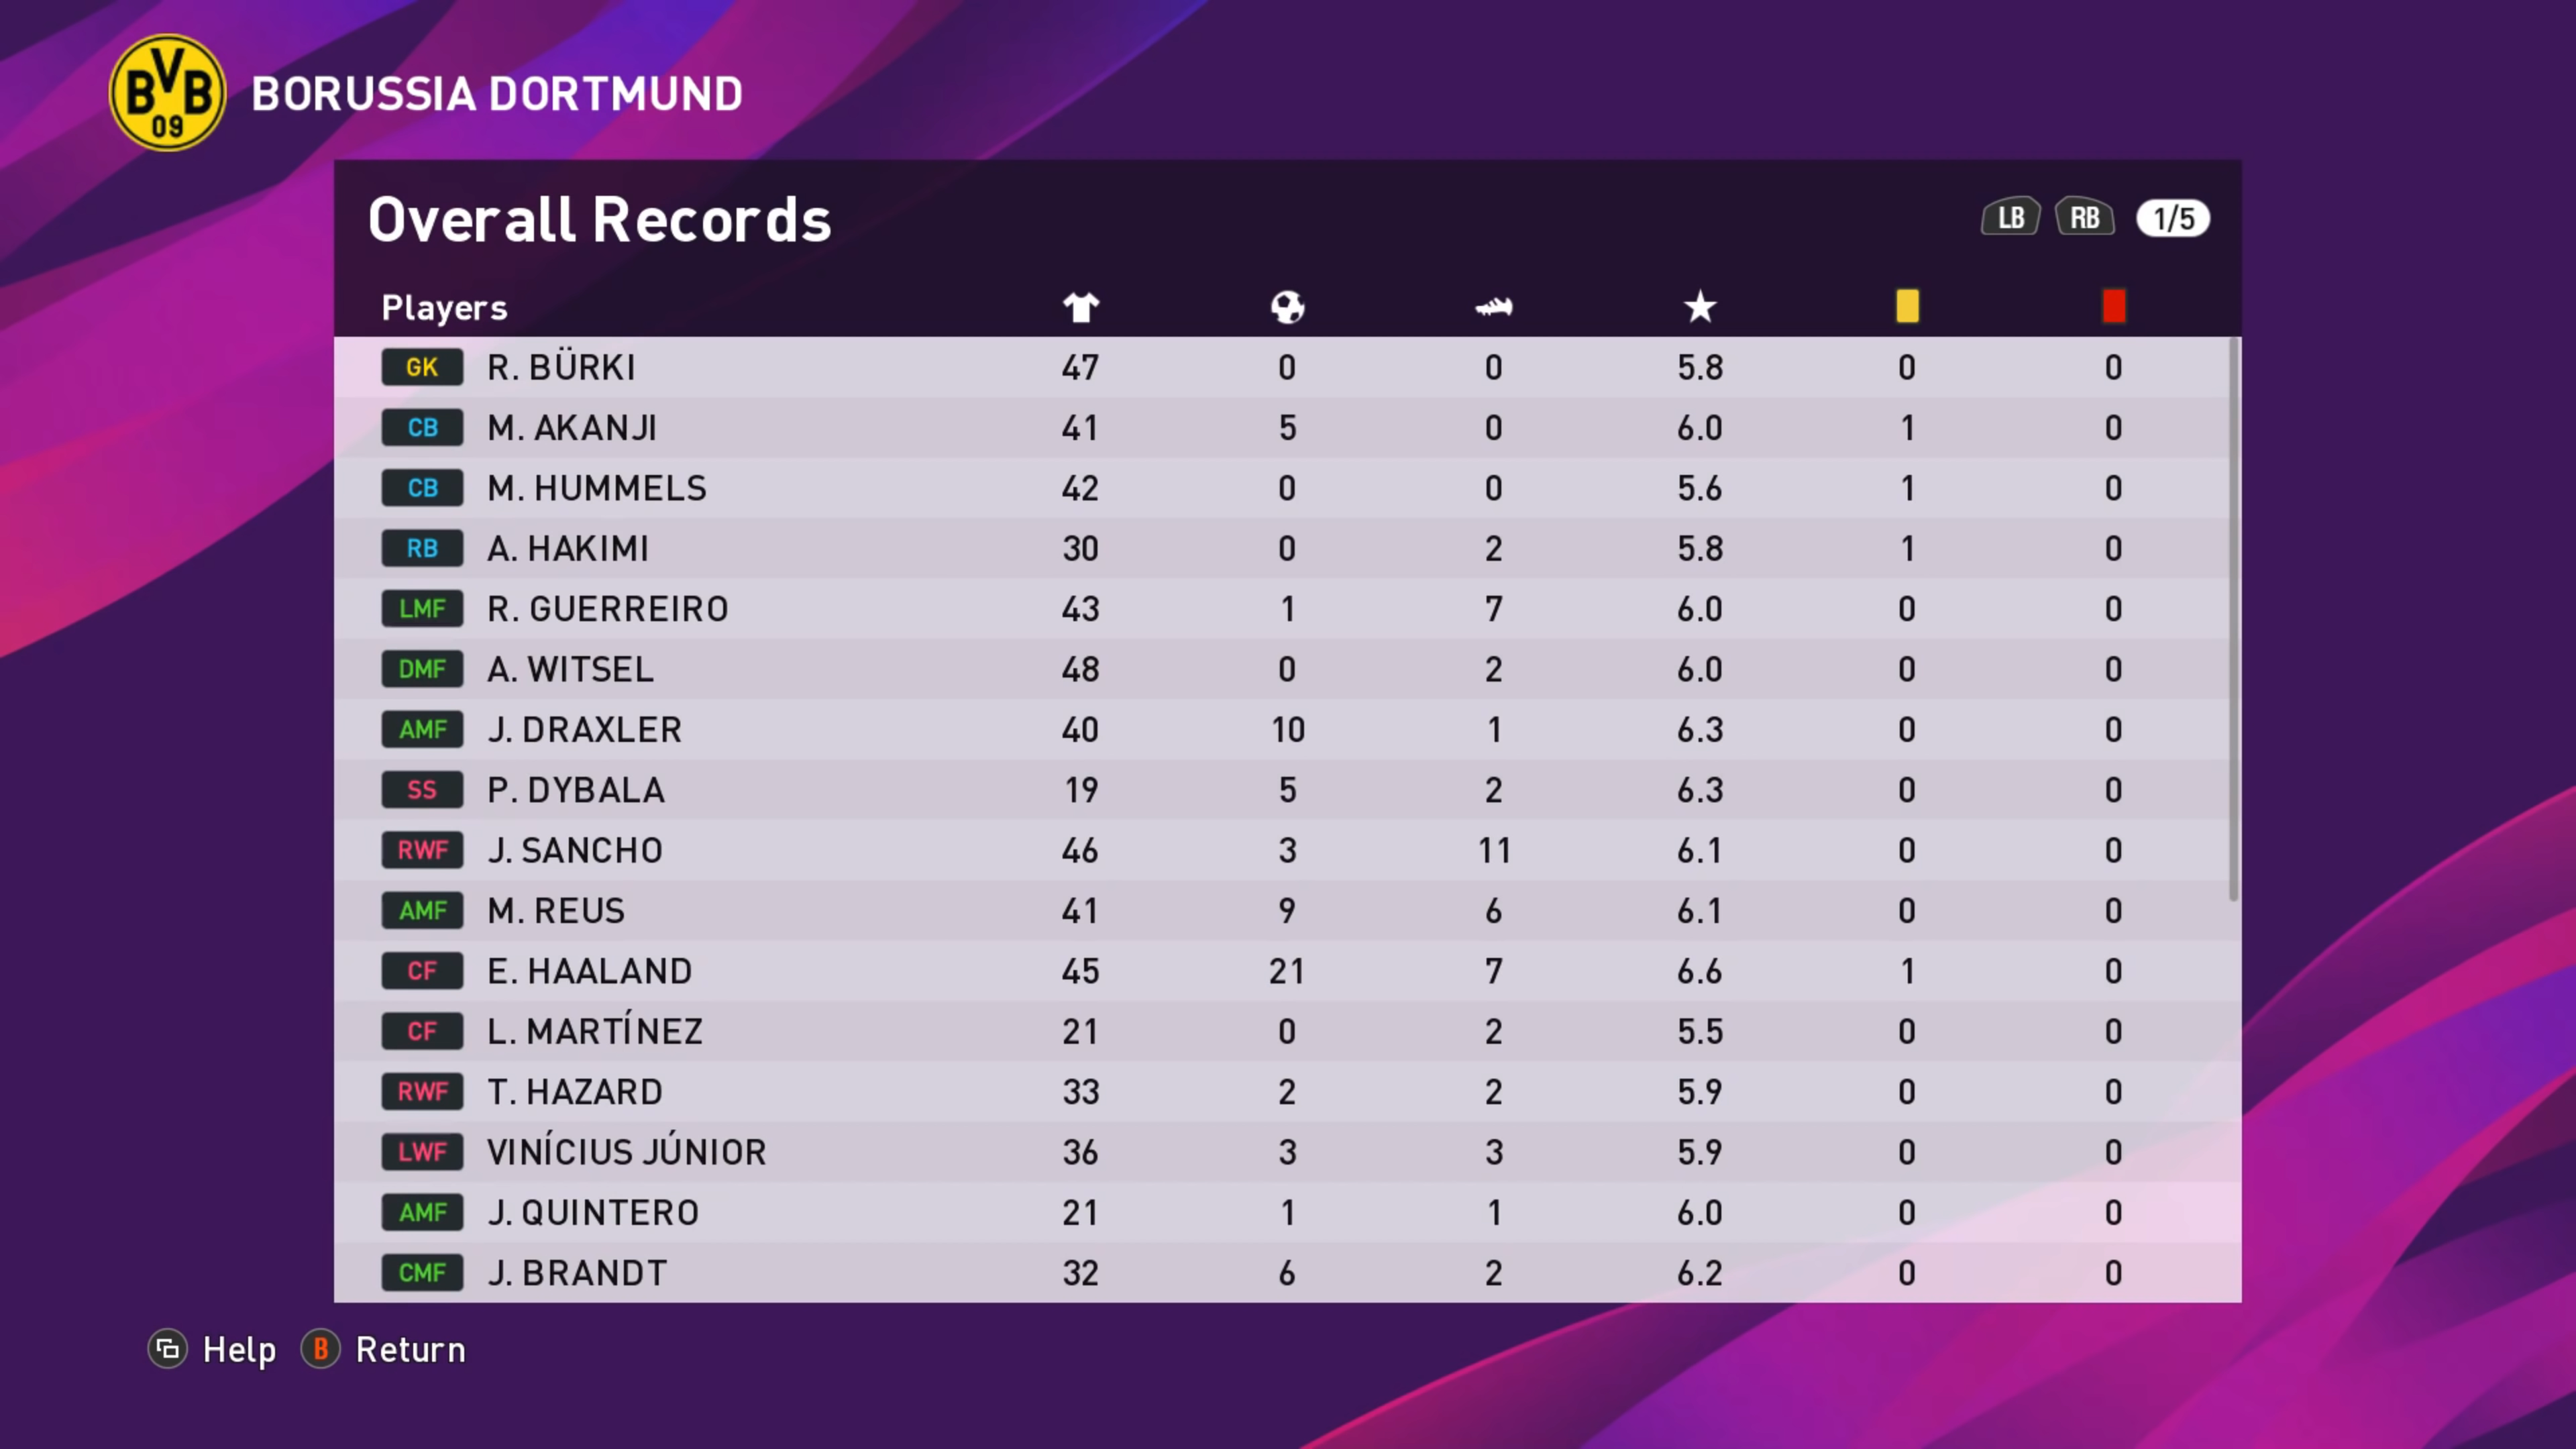 BVB 09
BORUSSIA DORTMUND
Overall Records
LB RB 1/5
Players
GK R. BÜRKI 47 0 0 5.8 0 0
CB M. AKANJI 41 5 0 6.0 1 0
CB M. HUMMELS 42 0 0 5.6 1 0
RB A. HAKIMI 30 0 2 5.8 1 0
LMF R. GUERREIRO 43 1 7 6.0 0 0
DMF A. WITSEL 48 0 2 6.0 0 0
AMF J. DRAXLER 40 10 1 6.3 0 0
SS P. DYBALA 19 5 2 6.3 0 0
RWF J. SANCHO 46 3 11 6.1 0 0
AMF M. REUS 41 9 6 6.1 0 0
CF E. HAALAND 45 21 7 6.6 1 0
CF L. MARTÍNEZ 21 0 2 5.5 0 0
RWF T. HAZARD 33 2 2 5.9 0 0
LWF VINÍCIUS JÚNIOR 36 3 3 5.9 0 0
AMF J. QUINTERO 21 1 1 6.0 0 0
CMF J. BRANDT 32 6 2 6.2 0 0
Help B Return